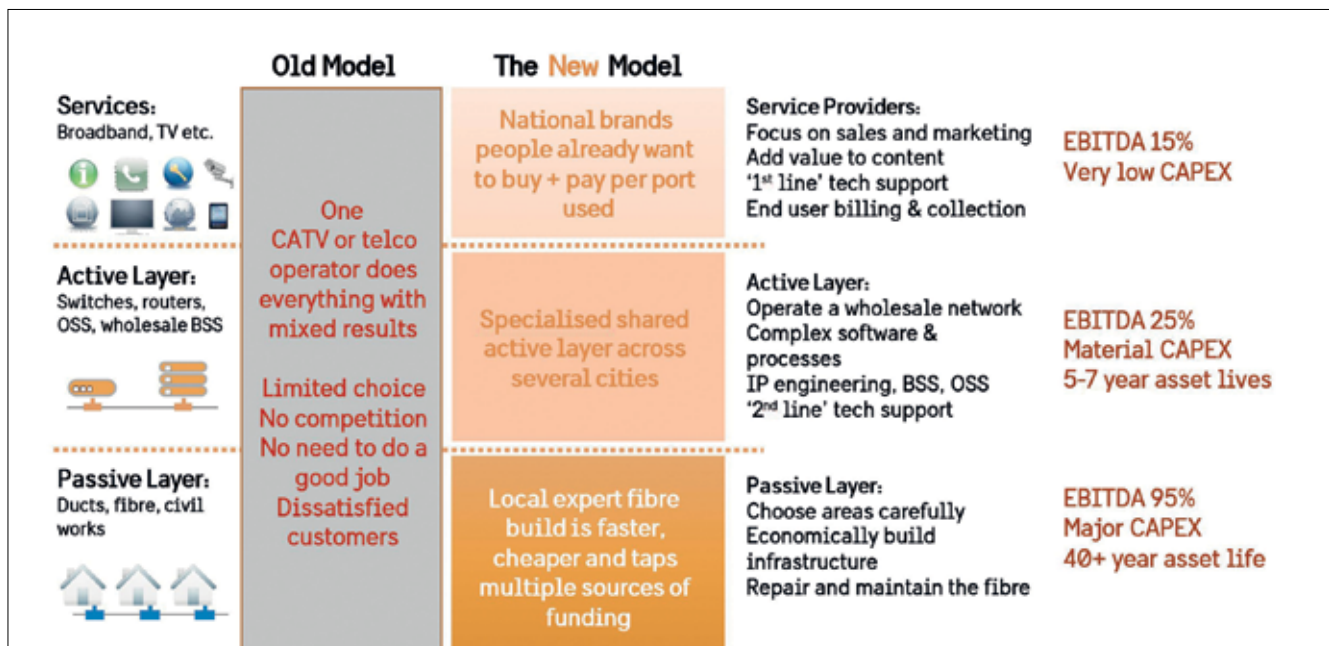 Old Model
The New Model
Services:
Broadband, TV etc.
Active Layer:
Switches, routers,
OSS, wholesale BSS
Passive Layer:
Ducts, fibre, civil
works
One
CATV or telco
operator does
everything with
mixed results
Limited choice
No competition
No need to do a
good job
Dissatisfied
customers
National brands
people already want
to buy + pay per port
used
Specialised shared
active layer across
several cities
Local expert fibre
build is faster,
cheaper and taps
multiple sources of
funding
Service Providers:
Focus on sales and marketing
Add value to content
‘1st line’ tech support
End user billing & collection
Active Layer:
Operate a wholesale network
Complex software &
processes
IP engineering, BSS, OSS
‘2nd line’ tech support
Passive Layer:
Choose areas carefully
Economically build
infrastructure
Repair and maintain the fibre
EBITDA 15%
Very low CAPEX
EBITDA 25%
Material CAPEX
5-7 year asset lives
EBITDA 95%
Major CAPEX
40+ year asset life